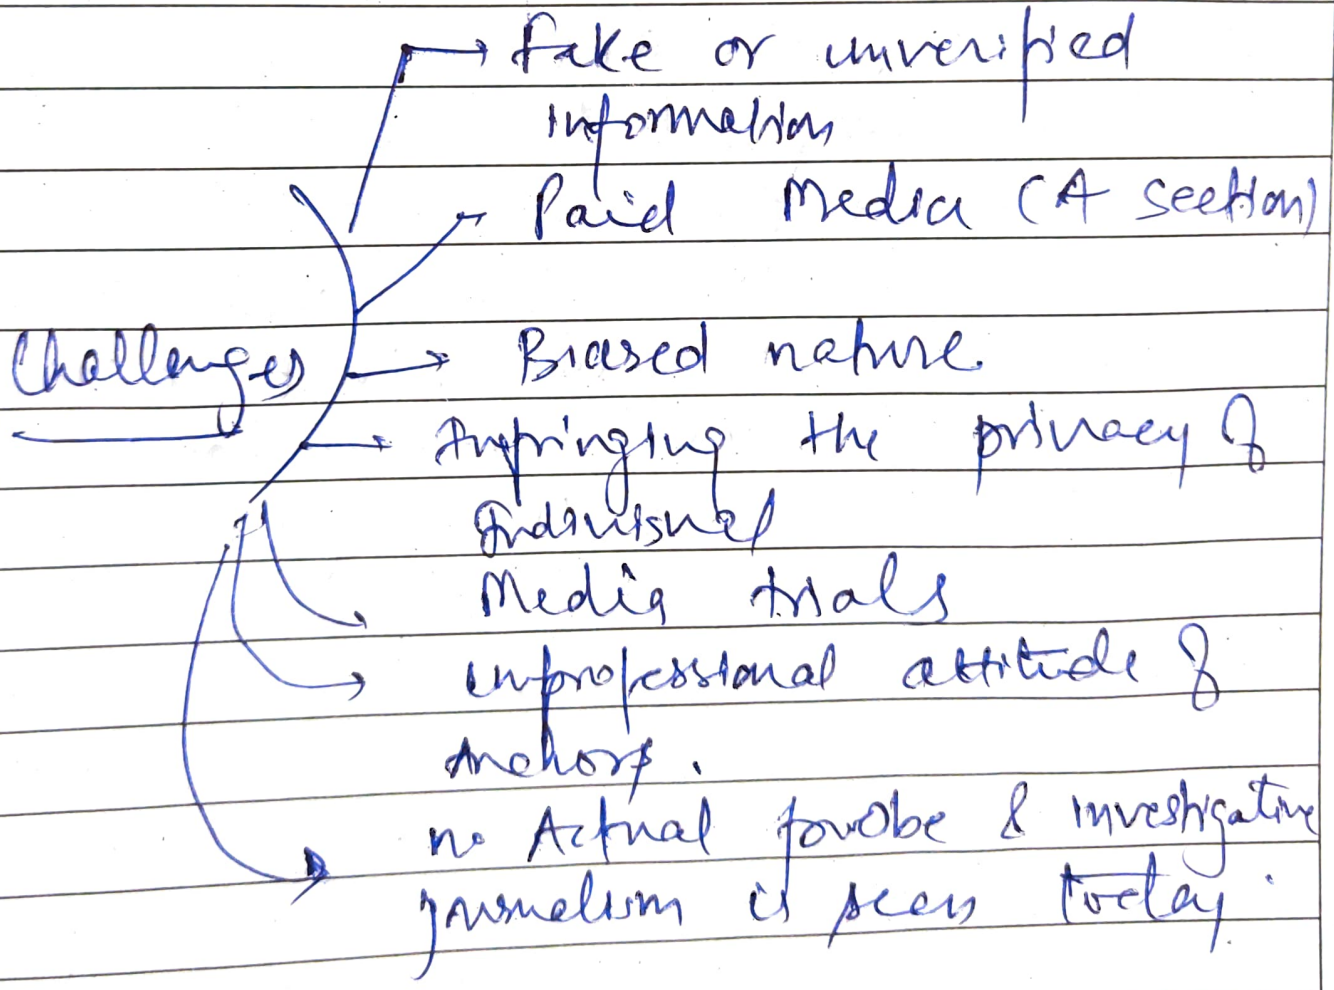 Fake or unverified
Information
Paid Media (A section)
Challenges
Biased nature.
Infringing the privacy of
Individual
Media trials
unprofessional attitude of
Anchors.
no Actual probe & investigative
journalism is seen today.